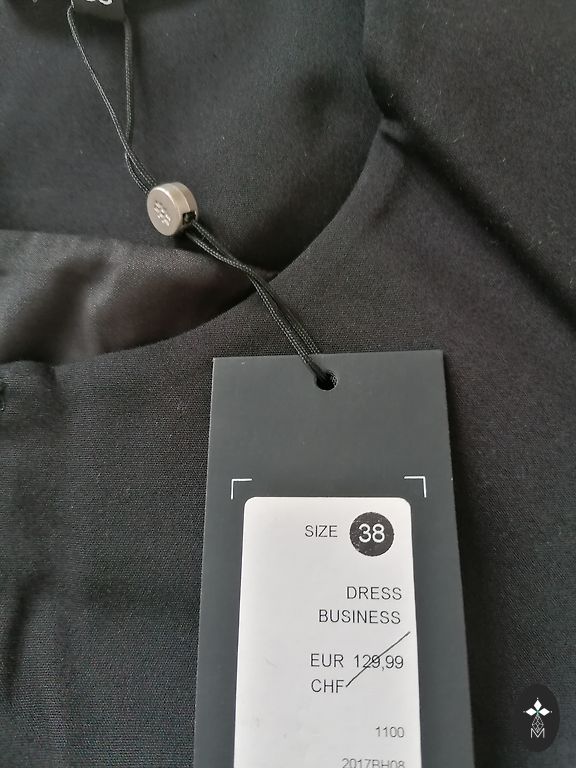 SIZE 38
DRESS
BUSINESS
EUR 129,99
CHF
1100
2017BH08
M